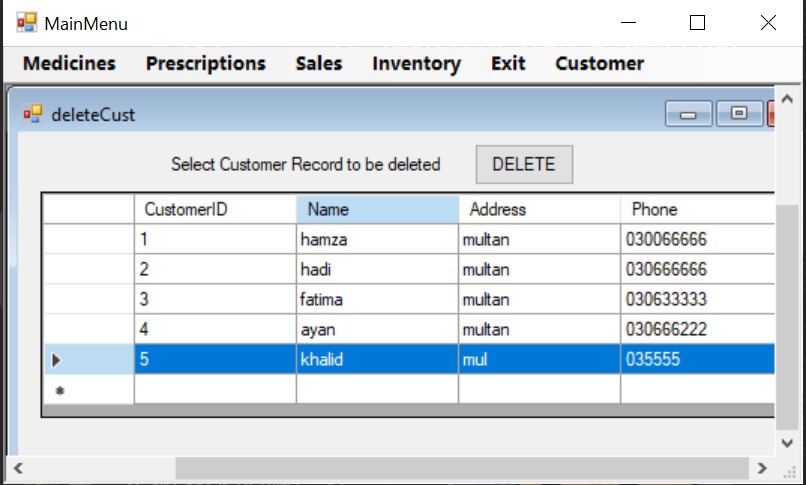 MainMenu
Medicines Prescriptions Sales Inventory Exit Customer
deleteCust
Select Customer Record to be deleted DELETE
CustomerID Name Address Phone
1 hamza multan 030066666
2 hadi multan 030666666
3 fatima multan 030633333
4 ayan multan 030666222
5 khalid mul 035555